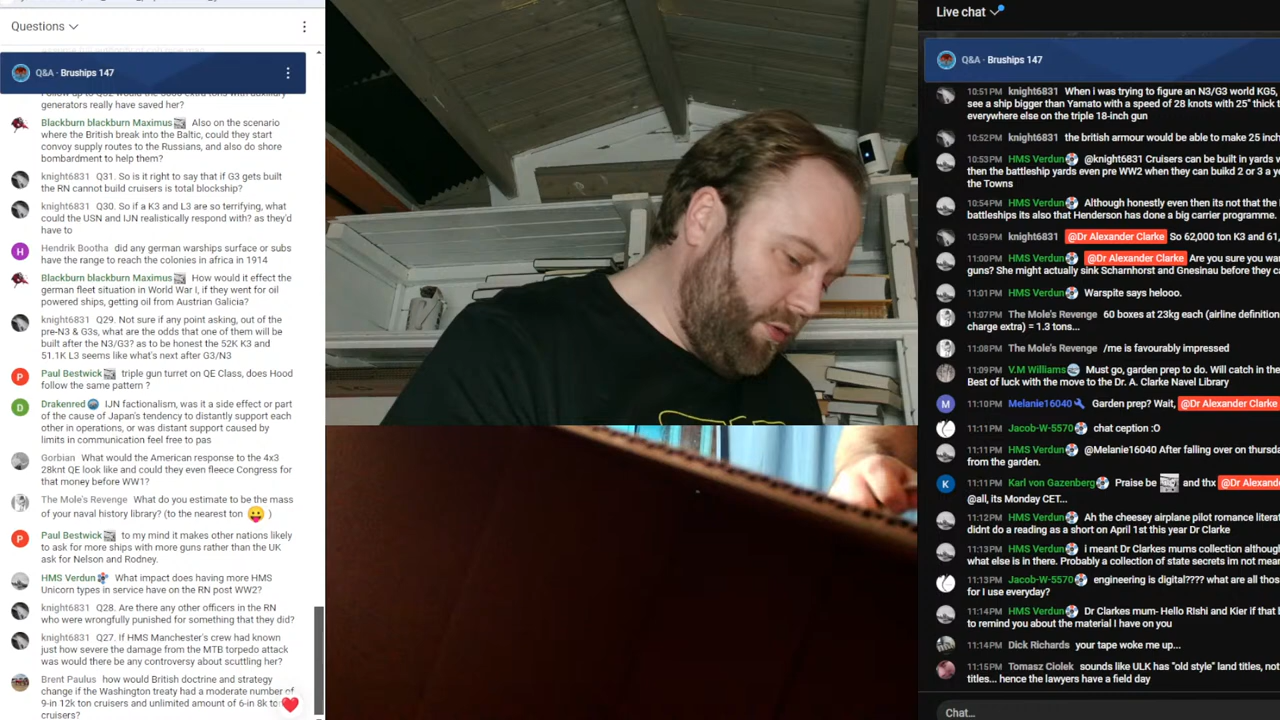 Questions
Q&A · Bruships 147
generators really have saved her?
Blackburn blackburn Maximus Also on the scenario
where the British break into the Baltic, could they start
convoy supply routes to the Russians, and also do shore
bombardment to help them?
knight6831 Q31. So is it right to say that if G3 gets built
the RN cannot build cruisers is total blockship?
knight6831 Q30. So if a K3 and L3 are so terrifying, what
could the USN and IJN realistically respond with? as they'd
have to
Hendrik Bootha did any german warships surface or subs
have the range to reach the colonies in africa in 1914
Blackburn blackburn Maximus How would it effect the
german fleet situation in World War I, if they went for oil
powered ships, getting oil from Austrian Galicia?
knight6831 Q29. Not sure if any point asking, out of the
pre-N3 & G3s, what are the odds that one of them will be
built after the N3/G3? as to be honest the 52K K3 and
51.1K L3 seems like what's next after G3/N3
Paul Bestwick triple gun turret on QE Class, does Hood
follow the same pattern ?
Drakenred IJN factionalism, was it a side effect or part
of the cause of Japan's tendency to distantly support each
other in operations, or was distant support caused by
limits in communication feel free to pas
Gorbian What would the American response to the 4x3
28knt QE look like and could they even fleece Congress for
that money before WW1?
The Mole's Revenge What do you estimate to be the mass
of your naval history library? (to the nearest ton 😛 )
Paul Bestwick to my mind it makes other nations likely
to ask for more ships with more guns rather than the UK
ask for Nelson and Rodney.
HMS Verdun What impact does having more HMS
Unicorn types in service have on the RN post WW2?
knight6831 Q28. Are there any other officers in the RN
who were wrongfully punished for something that they did?
knight6831 Q27. If HMS Manchester's crew had known
just how severe the damage from the MTB torpedo attack
was would there be any controversy about scuttling her?
Brent Paulus how would British doctrine and strategy
change if the Washington treaty had a moderate number of
9-in 12k ton cruisers and unlimited amount of 6-in 8k ton
cruisers?
Live chat
Q&A · Bruships 147
10:51PM knight6831 When i was trying to figure an N3/G3 world KG5,
see a ship bigger than Yamato with a speed of 28 knots with 25" thick
everywhere else on the triple 18-inch gun
10:52PM knight6831 the british armour would be able to make 25 inch
10:53PM HMS Verdun @knight6831 Cruisers can be built in yards
then the battleship yards even pre WW2 when they can buikd 2 or 3 a
the Towns
10:54PM HMS Verdun Although honestly even then its not that the
battleships its also that Henderson has done a big carrier programme.
10:59PM knight6831 @Dr Alexander Clarke So 62,000 ton K3 and 61,
11:00PM HMS Verdun @Dr Alexander Clarke Are you sure you wa
guns? She might actually sink Scharnhorst and Gnesinau before they c
11:01PM HMS Verdun Warspite says helooo.
11:07PM The Mole's Revenge 60 boxes at 23kg each (airline definition
charge extra) = 1.3 tons...
11:08PM The Mole's Revenge /me is favourably impressed
11:09PM V.M Williams Must go, garden prep to do. Will catch in the
Best of luck with the move to the Dr. A. Clarke Navel Library
11:10PM Melanie16040 Garden prep? Wait, @Dr Alexander Clarke
11:11PM Jacob-W-5570 chat ception :O
11:11PM HMS Verdun @Melanie16040 After falling over on thursda
from the garden.
11:11PM Karl von Gazenberg Praise be and thx @Dr Alexande
@all, its Monday CET...
11:12PM HMS Verdun Ah the cheesey airplane pilot romance literat
didnt do a reading as a short on April 1st this year Dr Clarke
11:13PM HMS Verdun i meant Dr Clarkes mums collection although
what else is in there. Probably a collection of state secrets im not mean
11:13PM Jacob-W-5570 engineering is digital???? what are all thos
for I use everyday?
11:14PM HMS Verdun Dr Clarkes mum- Hello RIshi and Kier if that b
to remind you about the material I have on you
11:14PM Dick Richards your tape woke me up...
11:15PM Tomasz Ciolek sounds like ULK has "old style" land titles, not
titles... hence the lawyers have a field day
Chat...